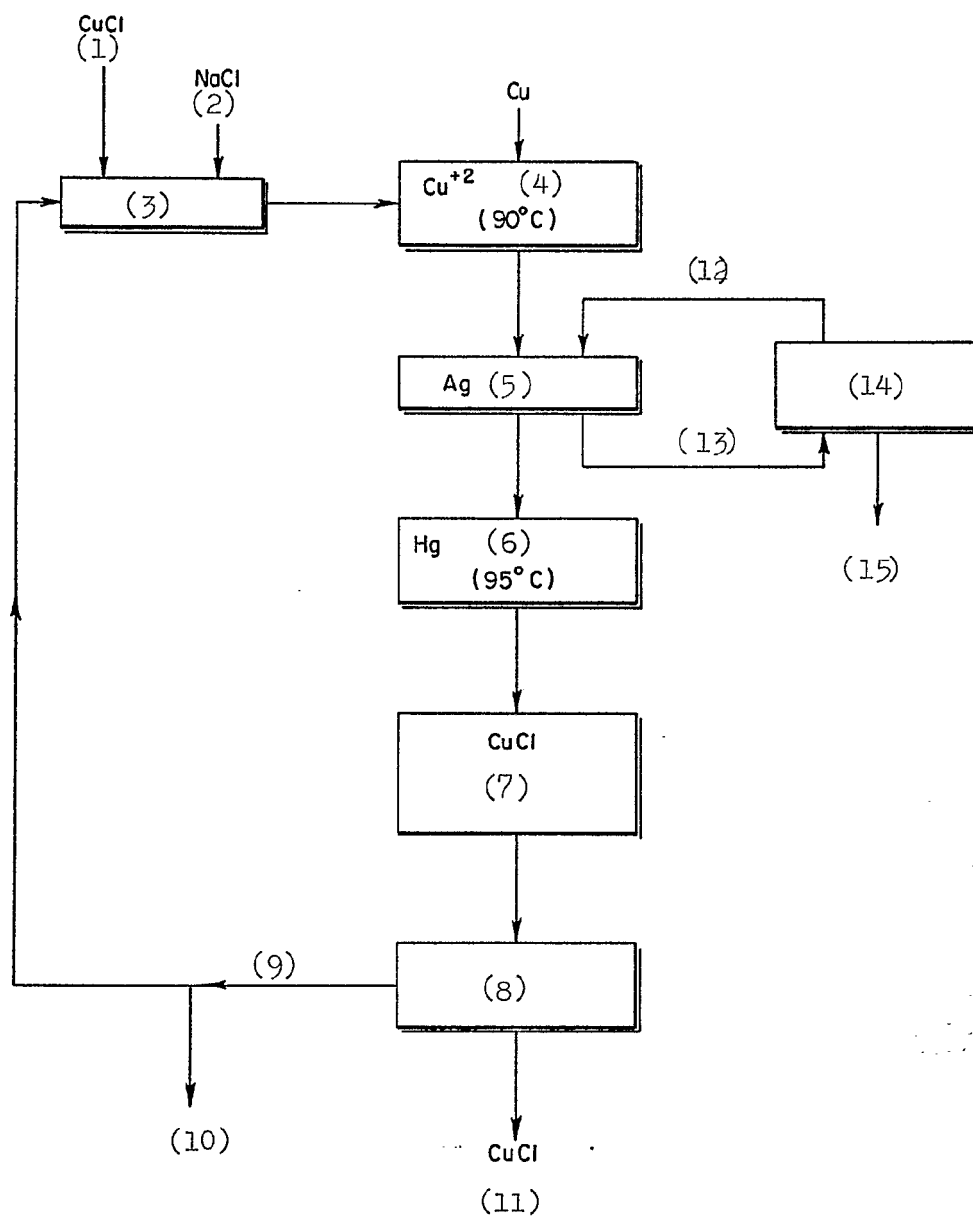 CuCl
(1)
NaCl
(2)
Cu
(3)
Cu+2 (4)
(90°C)
(12)
Ag (5)
(14)
(13)
Hg (6)
(95°C)
(15)
CuCl
(7)
(9)
(8)
(10)
CuCl
(11)